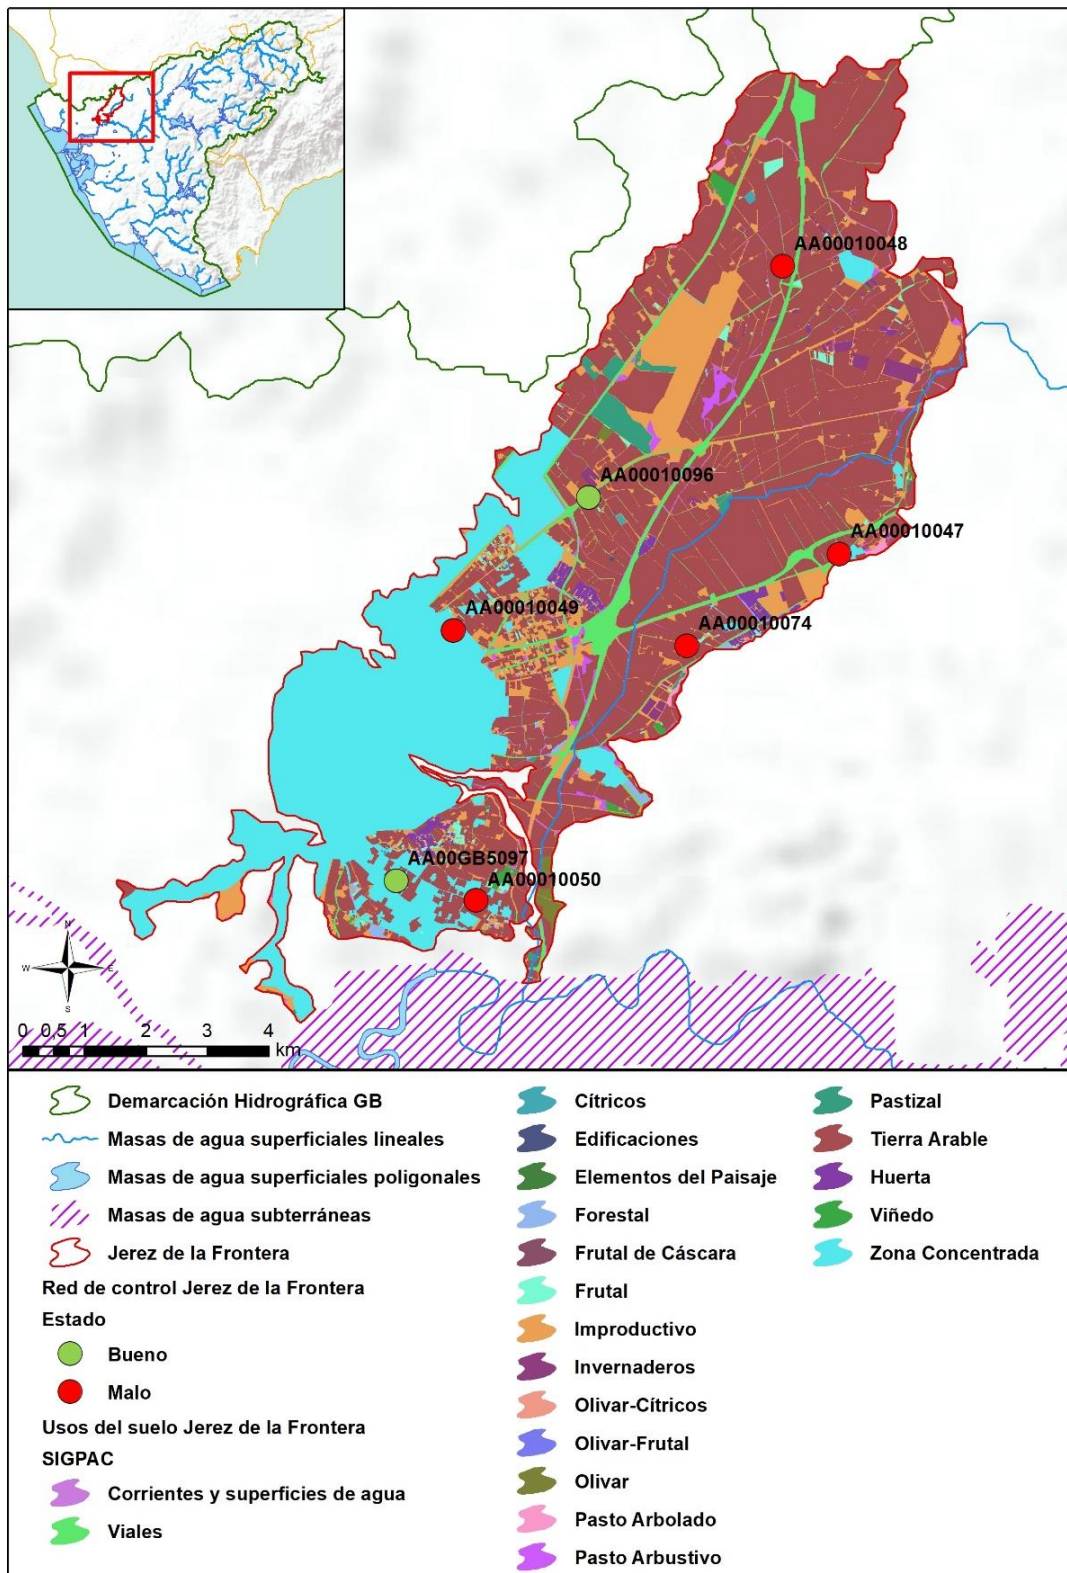 AA00010048
AA00010096
AA00010047
AA00010049
AA00010074
AA00GB5097
AA00010050
N
W E
S
0 0,5 1 2 3 4
km
Demarcación Hidrográfica GB
Masas de agua superficiales lineales
Masas de agua superficiales poligonales
Masas de agua subterráneas
Jerez de la Frontera
Red de control Jerez de la Frontera
Estado
Bueno
Malo
Usos del suelo Jerez de la Frontera
SIGPAC
Corrientes y superficies de agua
Viales
Cítricos
Edificaciones
Elementos del Paisaje
Forestal
Frutal de Cáscara
Frutal
Improductivo
Invernaderos
Olivar-Cítricos
Olivar-Frutal
Olivar
Pasto Arbolado
Pasto Arbustivo
Pastizal
Tierra Arable
Huerta
Viñedo
Zona Concentrada